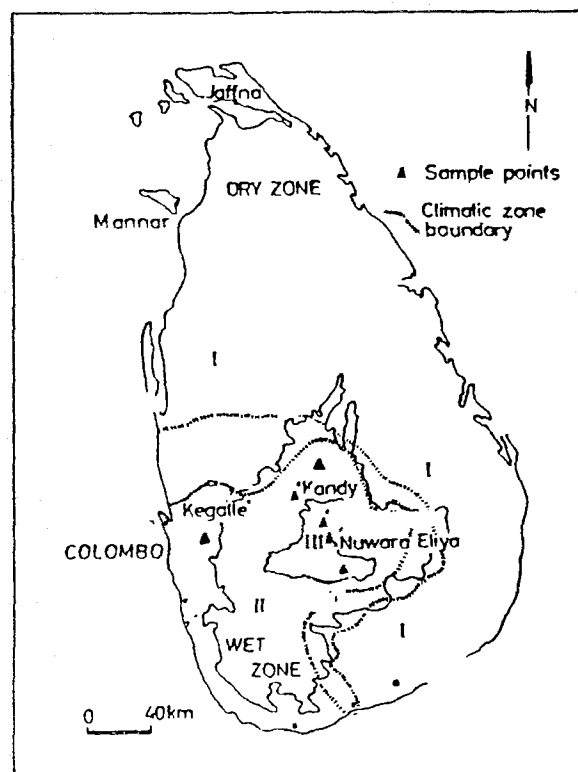 Jaffna
N
DRY ZONE
Sample points
Mannar
Climatic zone
boundary
I
I
Kandy
Kegalle
COLOMBO
III
Nuwara Eliya
II
I
WET
ZONE
0 40km